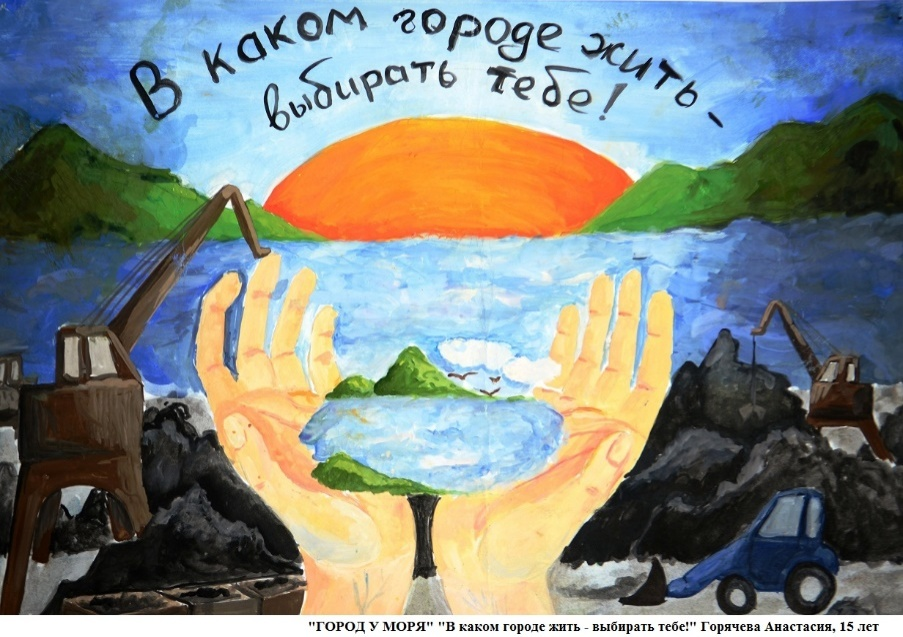 В каком городе жить -
выбирать тебе!
"ГОРОД У МОРЯ" "В каком городе жить - выбирать тебе!" Горячева Анастасия, 15 лет